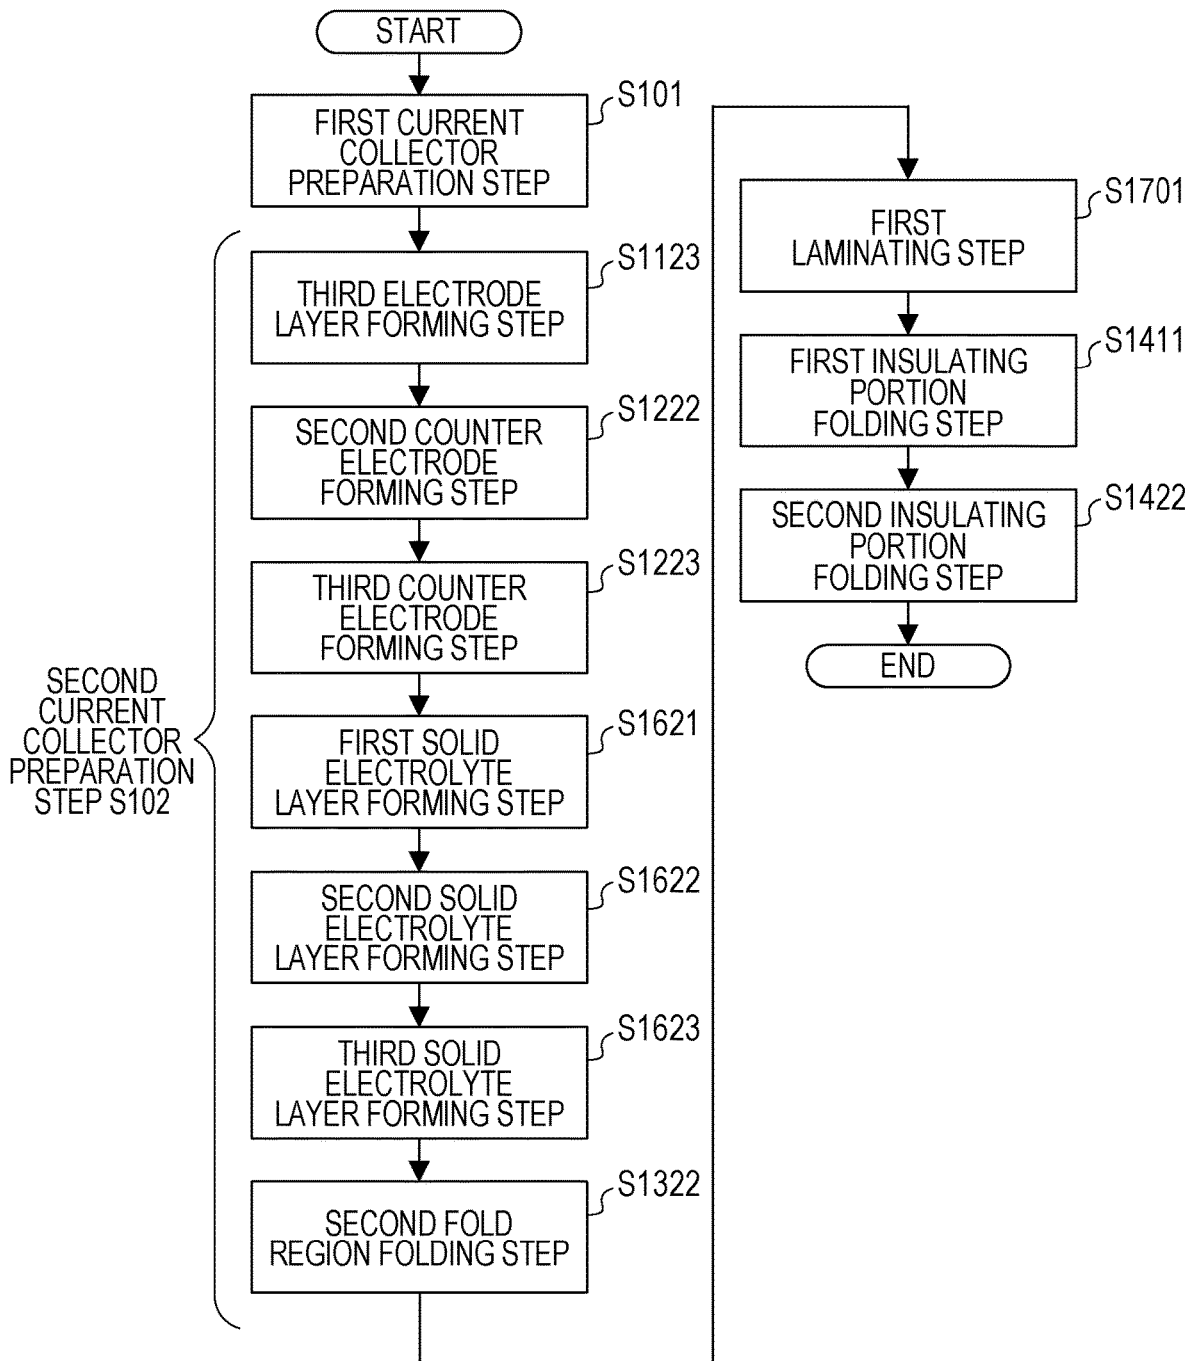 START
S101
FIRST CURRENT
COLLECTOR
PREPARATION STEP
S1123
THIRD ELECTRODE
LAYER FORMING STEP
S1222
SECOND COUNTER
ELECTRODE
FORMING STEP
S1223
THIRD COUNTER
ELECTRODE
FORMING STEP
S1621
FIRST SOLID
ELECTROLYTE
LAYER FORMING STEP
S1622
SECOND SOLID
ELECTROLYTE
LAYER FORMING STEP
S1623
THIRD SOLID
ELECTROLYTE
LAYER FORMING STEP
S1322
SECOND FOLD
REGION FOLDING STEP
SECOND
CURRENT
COLLECTOR
PREPARATION
STEP S102
S1701
FIRST
LAMINATING STEP
S1411
FIRST INSULATING
PORTION
FOLDING STEP
S1422
SECOND INSULATING
PORTION
FOLDING STEP
END